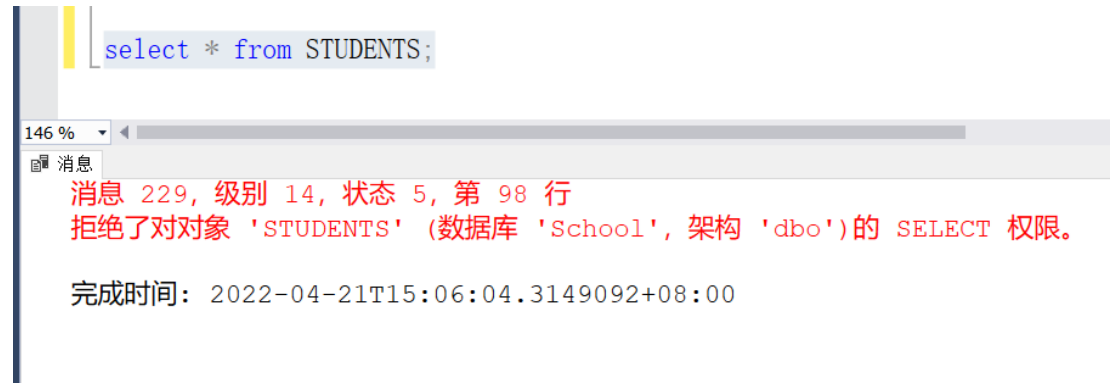 select * from STUDENTS;
146 %
消息
消息 229, 级别 14, 状态 5, 第 98 行
拒绝了对对象 'STUDENTS' (数据库 'School', 架构 'dbo')的 SELECT 权限。
完成时间: 2022-04-21T15:06:04.3149092+08:00